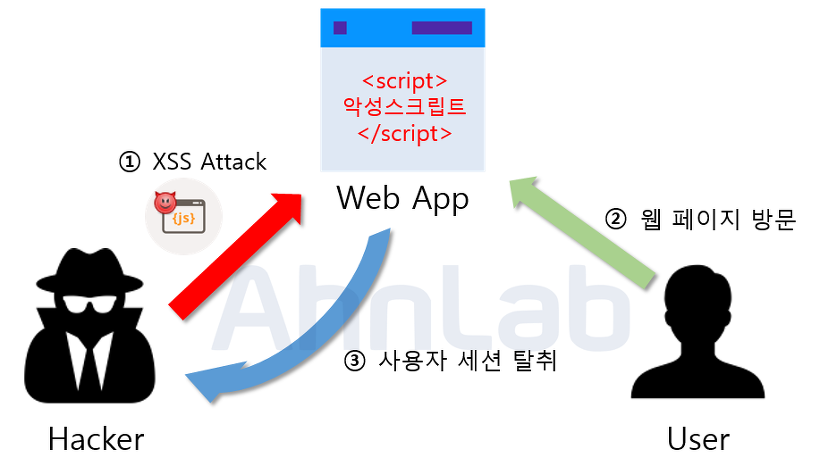 <script>
악성스크립트
</script>
① XSS Attack
{js}
Web App
② 웹 페이지 방문
AhnLab
③ 사용자 세션 탈취
Hacker
User